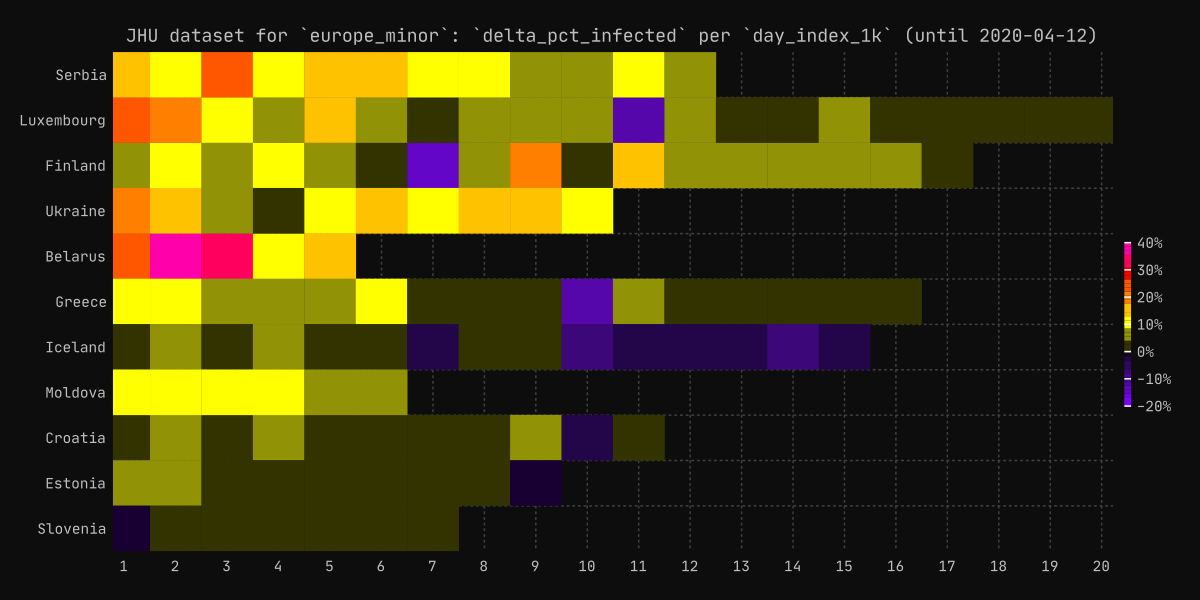 JHU dataset for `europe_minor`: `delta_pct_infected` per `day_index_1k` (until 2020-04-12)
Serbia
Luxembourg
Finland
Ukraine
Belarus
Greece
Iceland
Moldova
Croatia
Estonia
Slovenia
1 2 3 4 5 6 7 8 9 10 11 12 13 14 15 16 17 18 19 20
40%
30%
20%
10%
0%
-10%
-20%